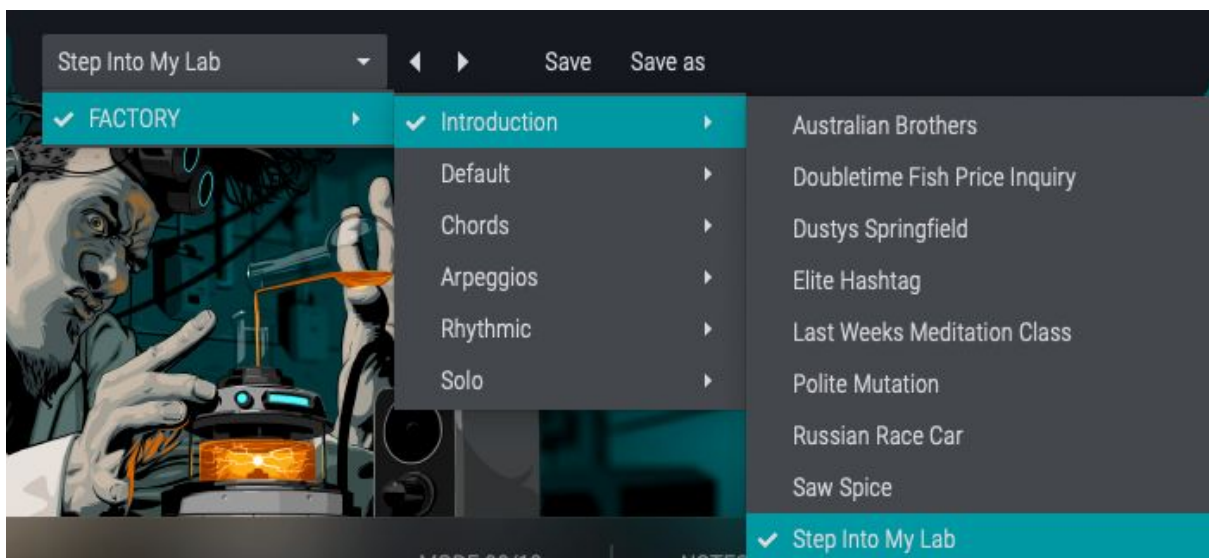 Step Into My Lab
Save
Save as
FACTORY
Introduction
Default
Chords
Arpeggios
Rhythmic
Solo
Australian Brothers
Doubletime Fish Price Inquiry
Dustys Springfield
Elite Hashtag
Last Weeks Meditation Class
Polite Mutation
Russian Race Car
Saw Spice
Step Into My Lab